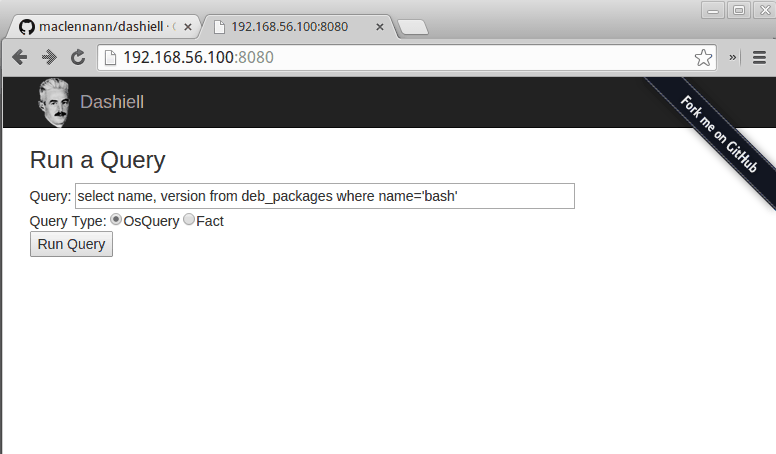 maclennann/dashiell · 
192.168.56.100:8080
192.168.56.100:8080
»
Dashiell
Fork me on GitHub
Run a Query
Query: select name, version from deb_packages where name='bash'
Query Type: OsQuery Fact
Run Query